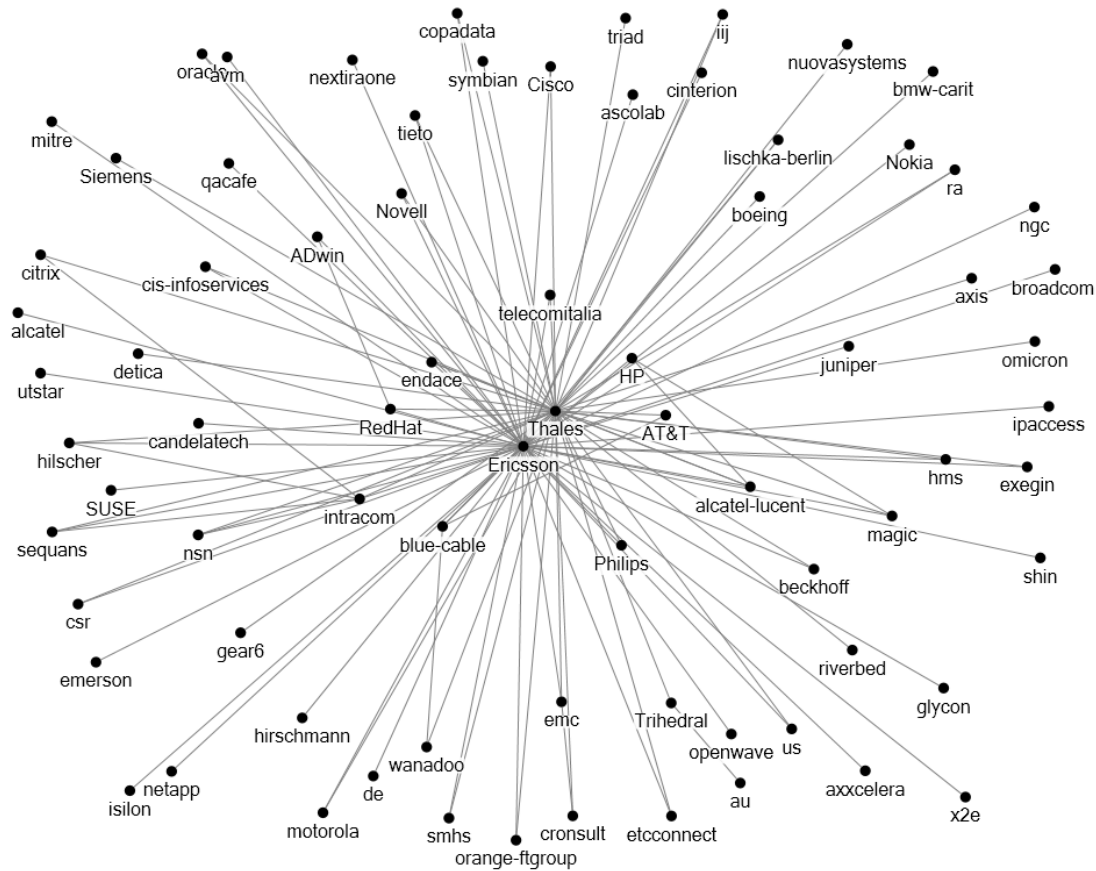 copadata
triad
iij
oracle
avm
nextiraone
symbian
Cisco
nuovasystems
cinterion
bmw-carit
mitre
tieto
ascolab
Siemens
qacafe
lischka-berlin
Nokia
ra
Novell
boeing
ngc
ADwin
citrix
cis-infoservices
telecomitalia
axis
broadcom
alcatel
detica
endace
HP
juniper
omicron
utstar
RedHat
Thales
AT&T
ipaccess
candelatech
hilscher
Ericsson
hms
exegin
SUSE
intracom
alcatel-lucent
sequans
nsn
blue-cable
magic
Philips
beckhoff
shin
csr
gear6
emerson
riverbed
glycon
hirschmann
emc
Trihedral
openwave
us
wanadoo
netapp
isilon
de
au
axxcelera
x2e
motorola
smhs
cronsult
etcconnect
orange-ftgroup